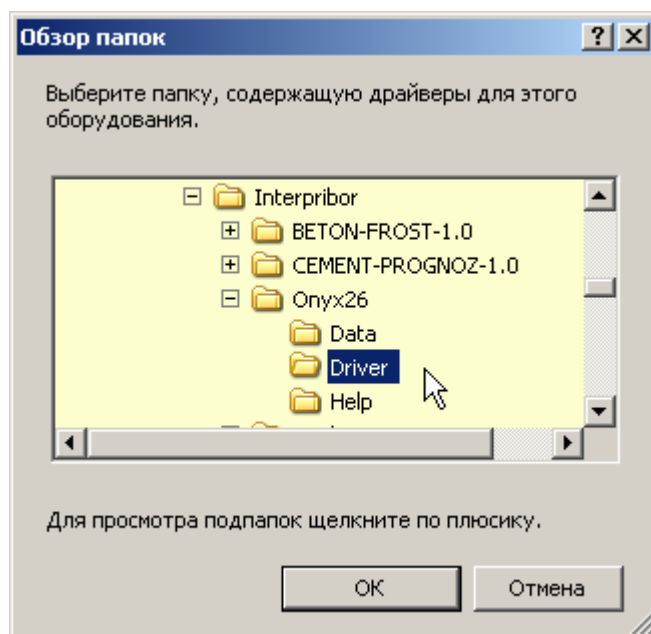 Обзор папок
Выберите папку, содержащую драйверы для этого
оборудования.
Interpribor
BETON-FROST-1.0
CEMENT-PROGNOZ-1.0
Onyx26
Data
Driver
Help
Для просмотра подпапок щелкните по плюсику.
OK
Отмена